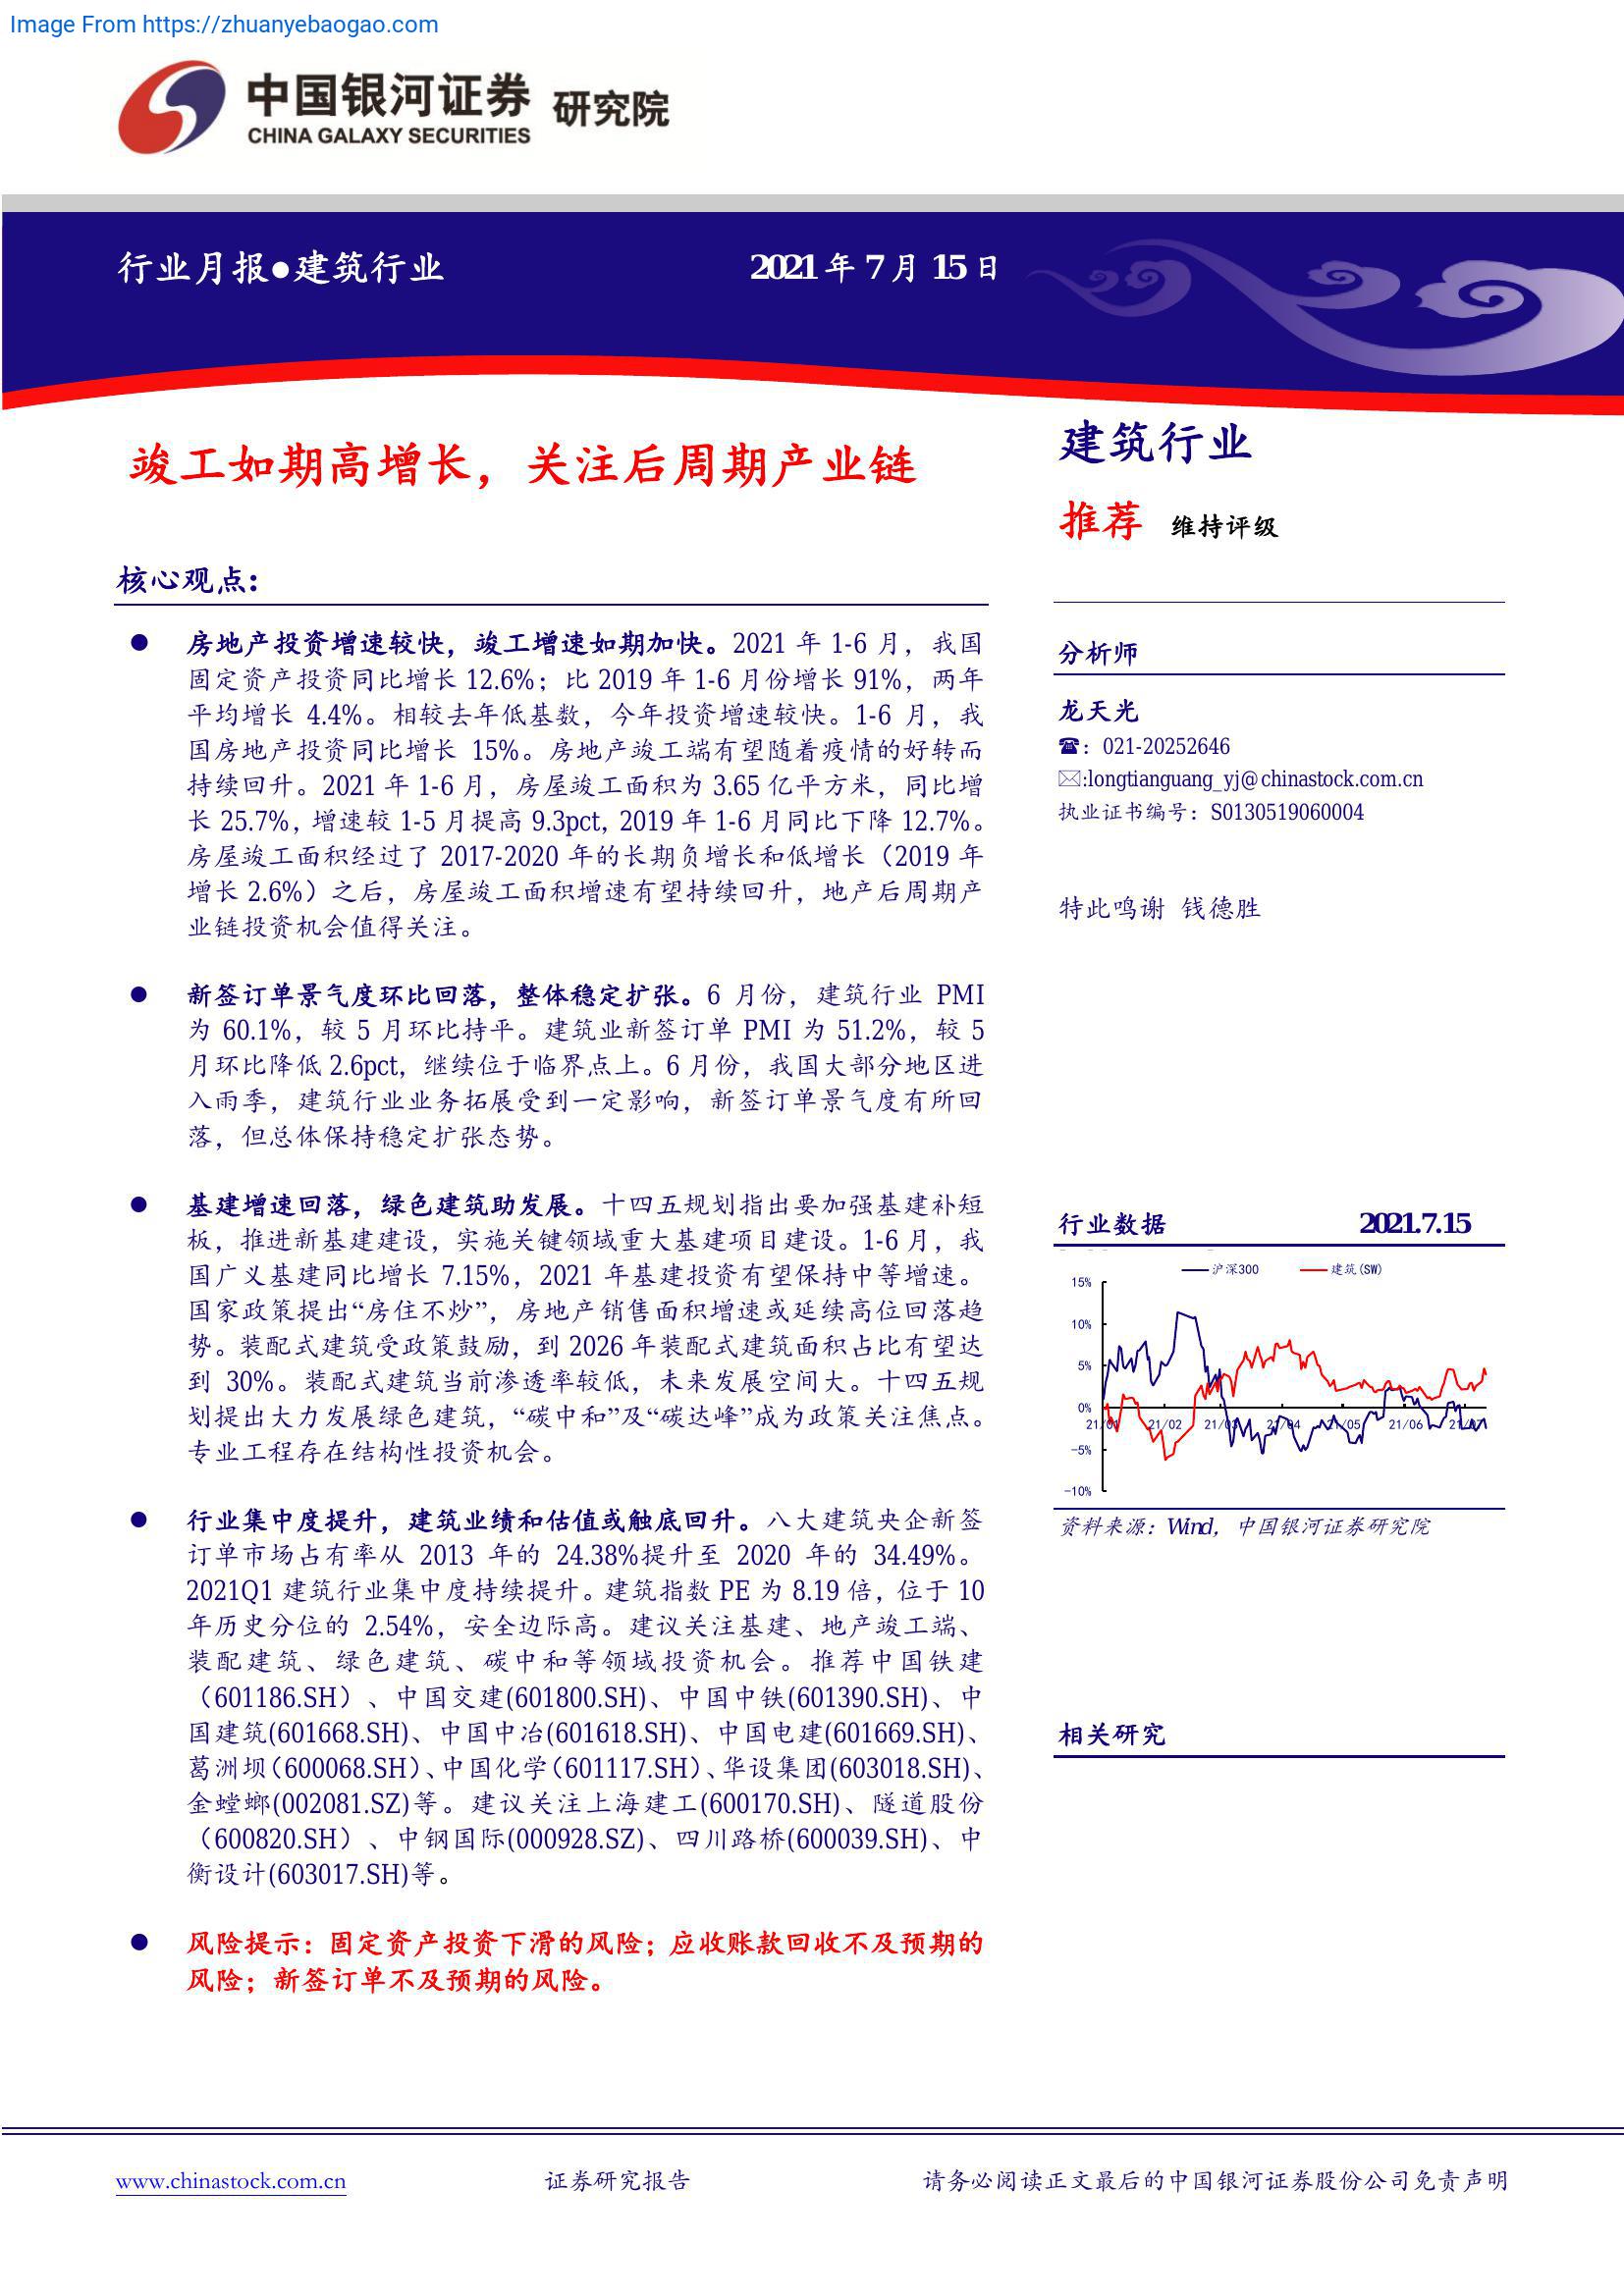 Image From https://zhuanyebaogao.com
中国银河证券 研究院
CHINA GALAXY SECURITIES
行业月报●建筑行业
2021年7月15日
竣工如期高增长，关注后周期产业链
核心观点：
● 房地产投资增速较快，竣工增速如期加快。2021 年 1-6 月，我国
固定资产投资同比增长 12.6%；比 2019 年 1-6 月份增长 91%，两年
平均增长 4.4%。相较去年低基数，今年投资增速较快。1-6 月，我
国房地产投资同比增长 15%。房地产竣工端有望随着疫情的好转而
持续回升。2021 年 1-6 月，房屋竣工面积为 3.65 亿平方米，同比增
长 25.7%，增速较 1-5 月提高 9.3pct，2019 年 1-6 月同比下降 12.7%。
房屋竣工面积经过了 2017-2020 年的长期负增长和低增长（2019 年
增长 2.6%）之后，房屋竣工面积增速有望持续回升，地产后周期产
业链投资机会值得关注。
● 新签订单景气度环比回落，整体稳定扩张。6 月份，建筑行业 PMI
为 60.1%，较 5 月环比持平。建筑业新签订单 PMI 为 51.2%，较 5
月环比降低 2.6pct，继续位于临界点上。6 月份，我国大部分地区进
入雨季，建筑行业业务拓展受到一定影响，新签订单景气度有所回
落，但总体保持稳定扩张态势。
● 基建增速回落，绿色建筑助发展。十四五规划指出要加强基建补短
板，推进新基建建设，实施关键领域重大基建项目建设。1-6 月，我
国广义基建同比增长 7.15%，2021 年基建投资有望保持中等增速。
国家政策提出“房住不炒”，房地产销售面积增速或延续高位回落趋
势。装配式建筑受政策鼓励，到 2026 年装配式建筑面积占比有望达
到 30%。装配式建筑当前渗透率较低，未来发展空间大。十四五规
划提出大力发展绿色建筑，“碳中和”及“碳达峰”成为政策关注焦点。
专业工程存在结构性投资机会。
● 行业集中度提升，建筑业绩和估值或触底回升。八大建筑央企新签
订单市场占有率从 2013 年的 24.38%提升至 2020 年的 34.49%。
2021Q1 建筑行业集中度持续提升。建筑指数 PE 为 8.19 倍，位于 10
年历史分位的 2.54%，安全边际高。建议关注基建、地产竣工端、
装配建筑、绿色建筑、碳中和等领域投资机会。推荐中国铁建
（601186.SH）、中国交建(601800.SH)、中国中铁(601390.SH)、中
国建筑(601668.SH)、中国中冶(601618.SH)、中国电建(601669.SH)、
葛洲坝（600068.SH）、中国化学（601117.SH）、华设集团(603018.SH)、
金螳螂(002081.SZ)等。建议关注上海建工(600170.SH)、隧道股份
（600820.SH）、中钢国际(000928.SZ)、四川路桥(600039.SH)、中
衡设计(603017.SH)等。
● 风险提示：固定资产投资下滑的风险；应收账款回收不及预期的
风险；新签订单不及预期的风险。
建筑行业
推荐 维持评级
分析师
龙天光
☎：021-20252646
✉:longtianguang_yj@chinastock.com.cn
执业证书编号：S0130519060004
特此鸣谢 钱德胜
行业数据 2021.7.15
沪深300 建筑(SW)
15%
10%
5%
0%
21/01 21/02 21/03 21/04 21/05 21/06 21/07
-5%
-10%
资料来源：Wind，中国银河证券研究院
相关研究
www.chinastock.com.cn
证券研究报告
请务必阅读正文最后的中国银河证券股份公司免责声明